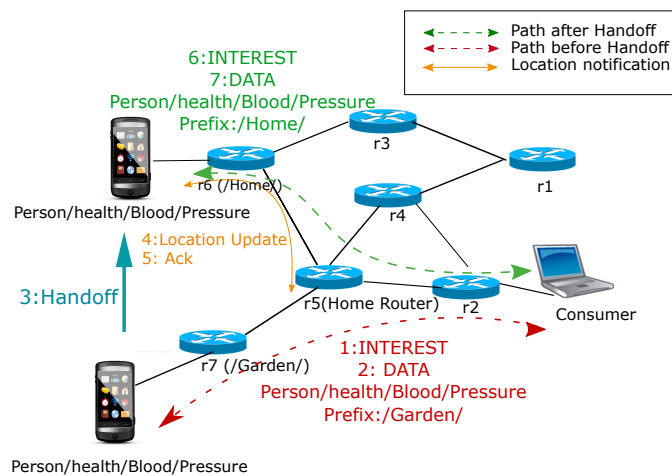 Path after Handoff
Path before Handoff
Location notification
6:INTEREST
7:DATA
Person/health/Blood/Pressure
Prefix:/Home/
r3
r6 (/Home/)
r1
Person/health/Blood/Pressure
r4
4:Location Update
5: Ack
3:Handoff
r5(Home Router)
r2
Consumer
r7 (/Garden/)
1:INTEREST
2: DATA
Person/health/Blood/Pressure
Prefix:/Garden/
Person/health/Blood/Pressure